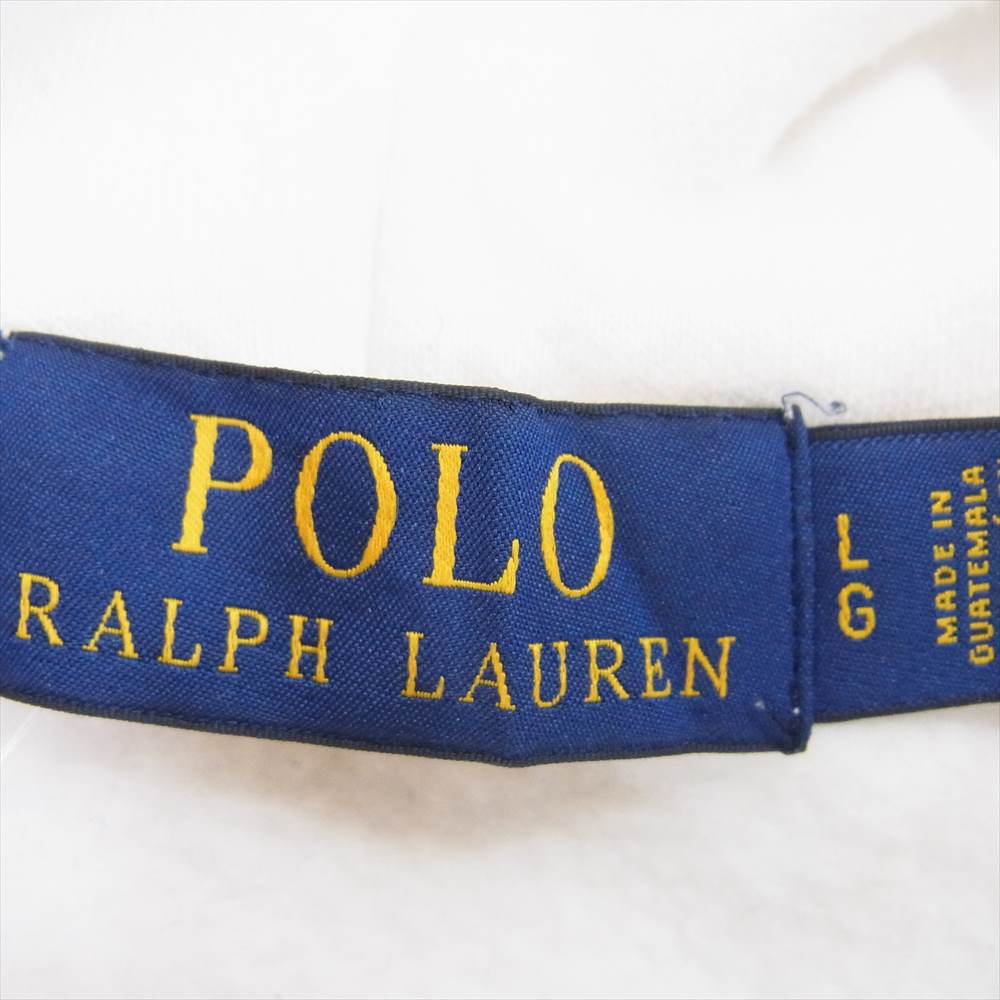 POLO
RALPH LAUREN
L
G
MADE IN
GUATEMALA